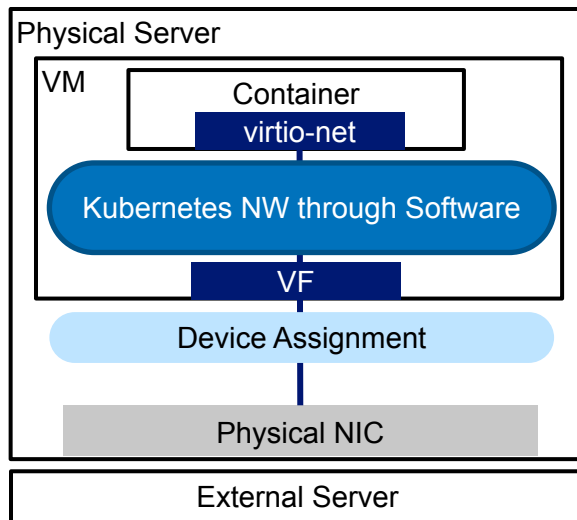 Physical Server
VM
Container
virtio-net
Kubernetes NW through Software
VF
Device Assignment
Physical NIC
External Server